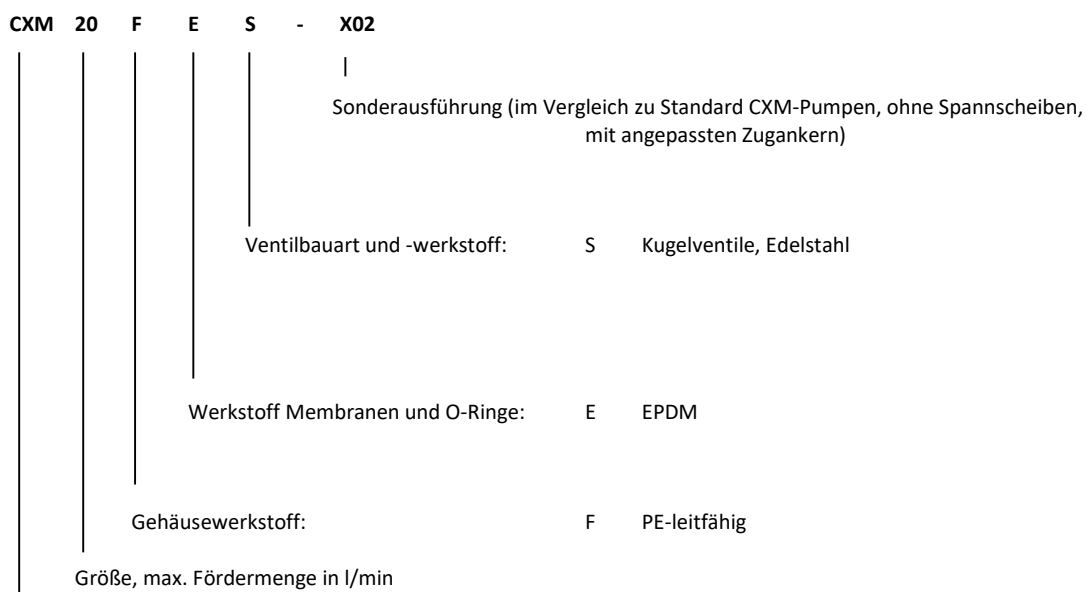 CXM 20 F E S - X02
Sonderausführung (im Vergleich zu Standard CXM-Pumpen, ohne Spannscheiben,
mit angepassten Zugankern)
Ventilbauart und -werkstoff: S Kugelventile, Edelstahl
Werkstoff Membranen und O-Ringe: E EPDM
Gehäusewerkstoff: F PE-leitfähig
Größe, max. Fördermenge in l/min